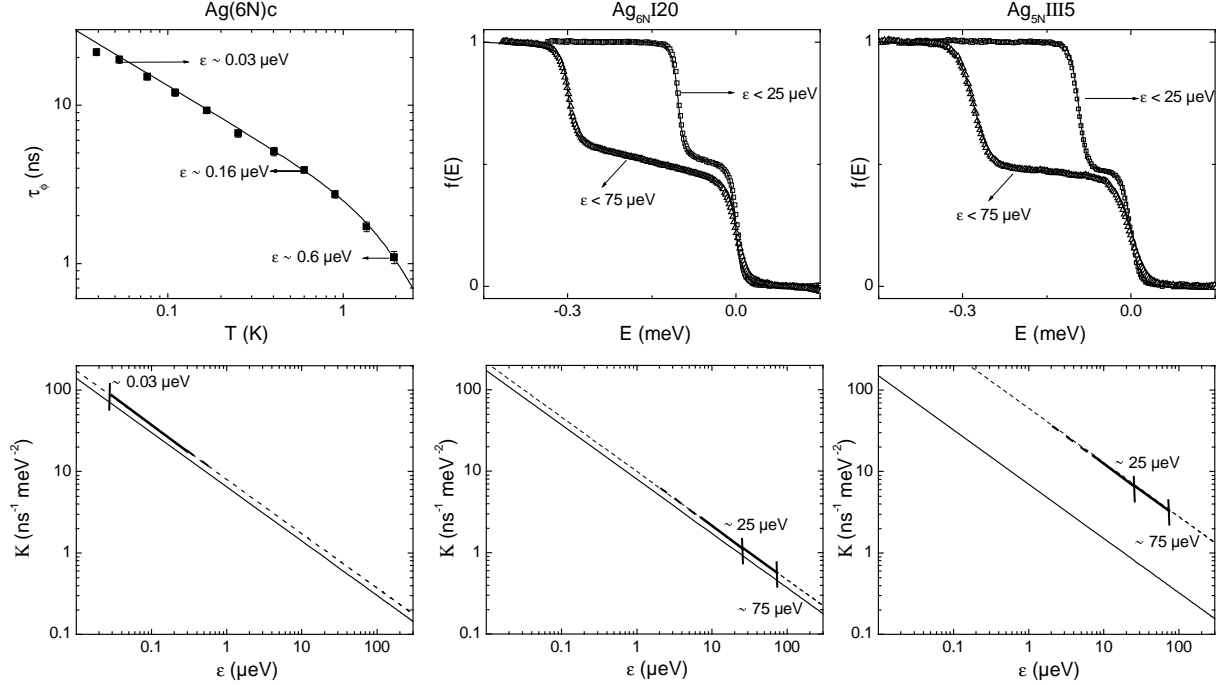 Ag(6N)c
10
1
τϕ (ns)
0.1
1
T (K)
ε ~ 0.03 µeV
ε ~ 0.16 µeV
ε ~ 0.6 µeV
Ag6NI20
1
0
f(E)
-0.3
0.0
E (meV)
ε < 25 µeV
ε < 75 µeV
Ag5NIII5
1
0
f(E)
-0.3
0.0
E (meV)
ε < 25 µeV
ε < 75 µeV
100
10
1
0.1
K (ns-1 meV-2)
0.1
1
10
100
ε (µeV)
~ 0.03 µeV
100
10
1
0.1
K (ns-1 meV-2)
0.1
1
10
100
ε (µeV)
~ 25 µeV
~ 75 µeV
100
10
1
0.1
K (ns-1 meV-2)
0.1
1
10
100
ε (µeV)
~ 25 µeV
~ 75 µeV